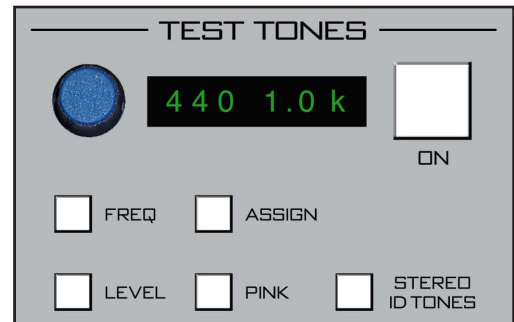 TEST TONES
440 1.0 k
ON
FREQ
ASSIGN
LEVEL
PINK
STEREO
ID TONES